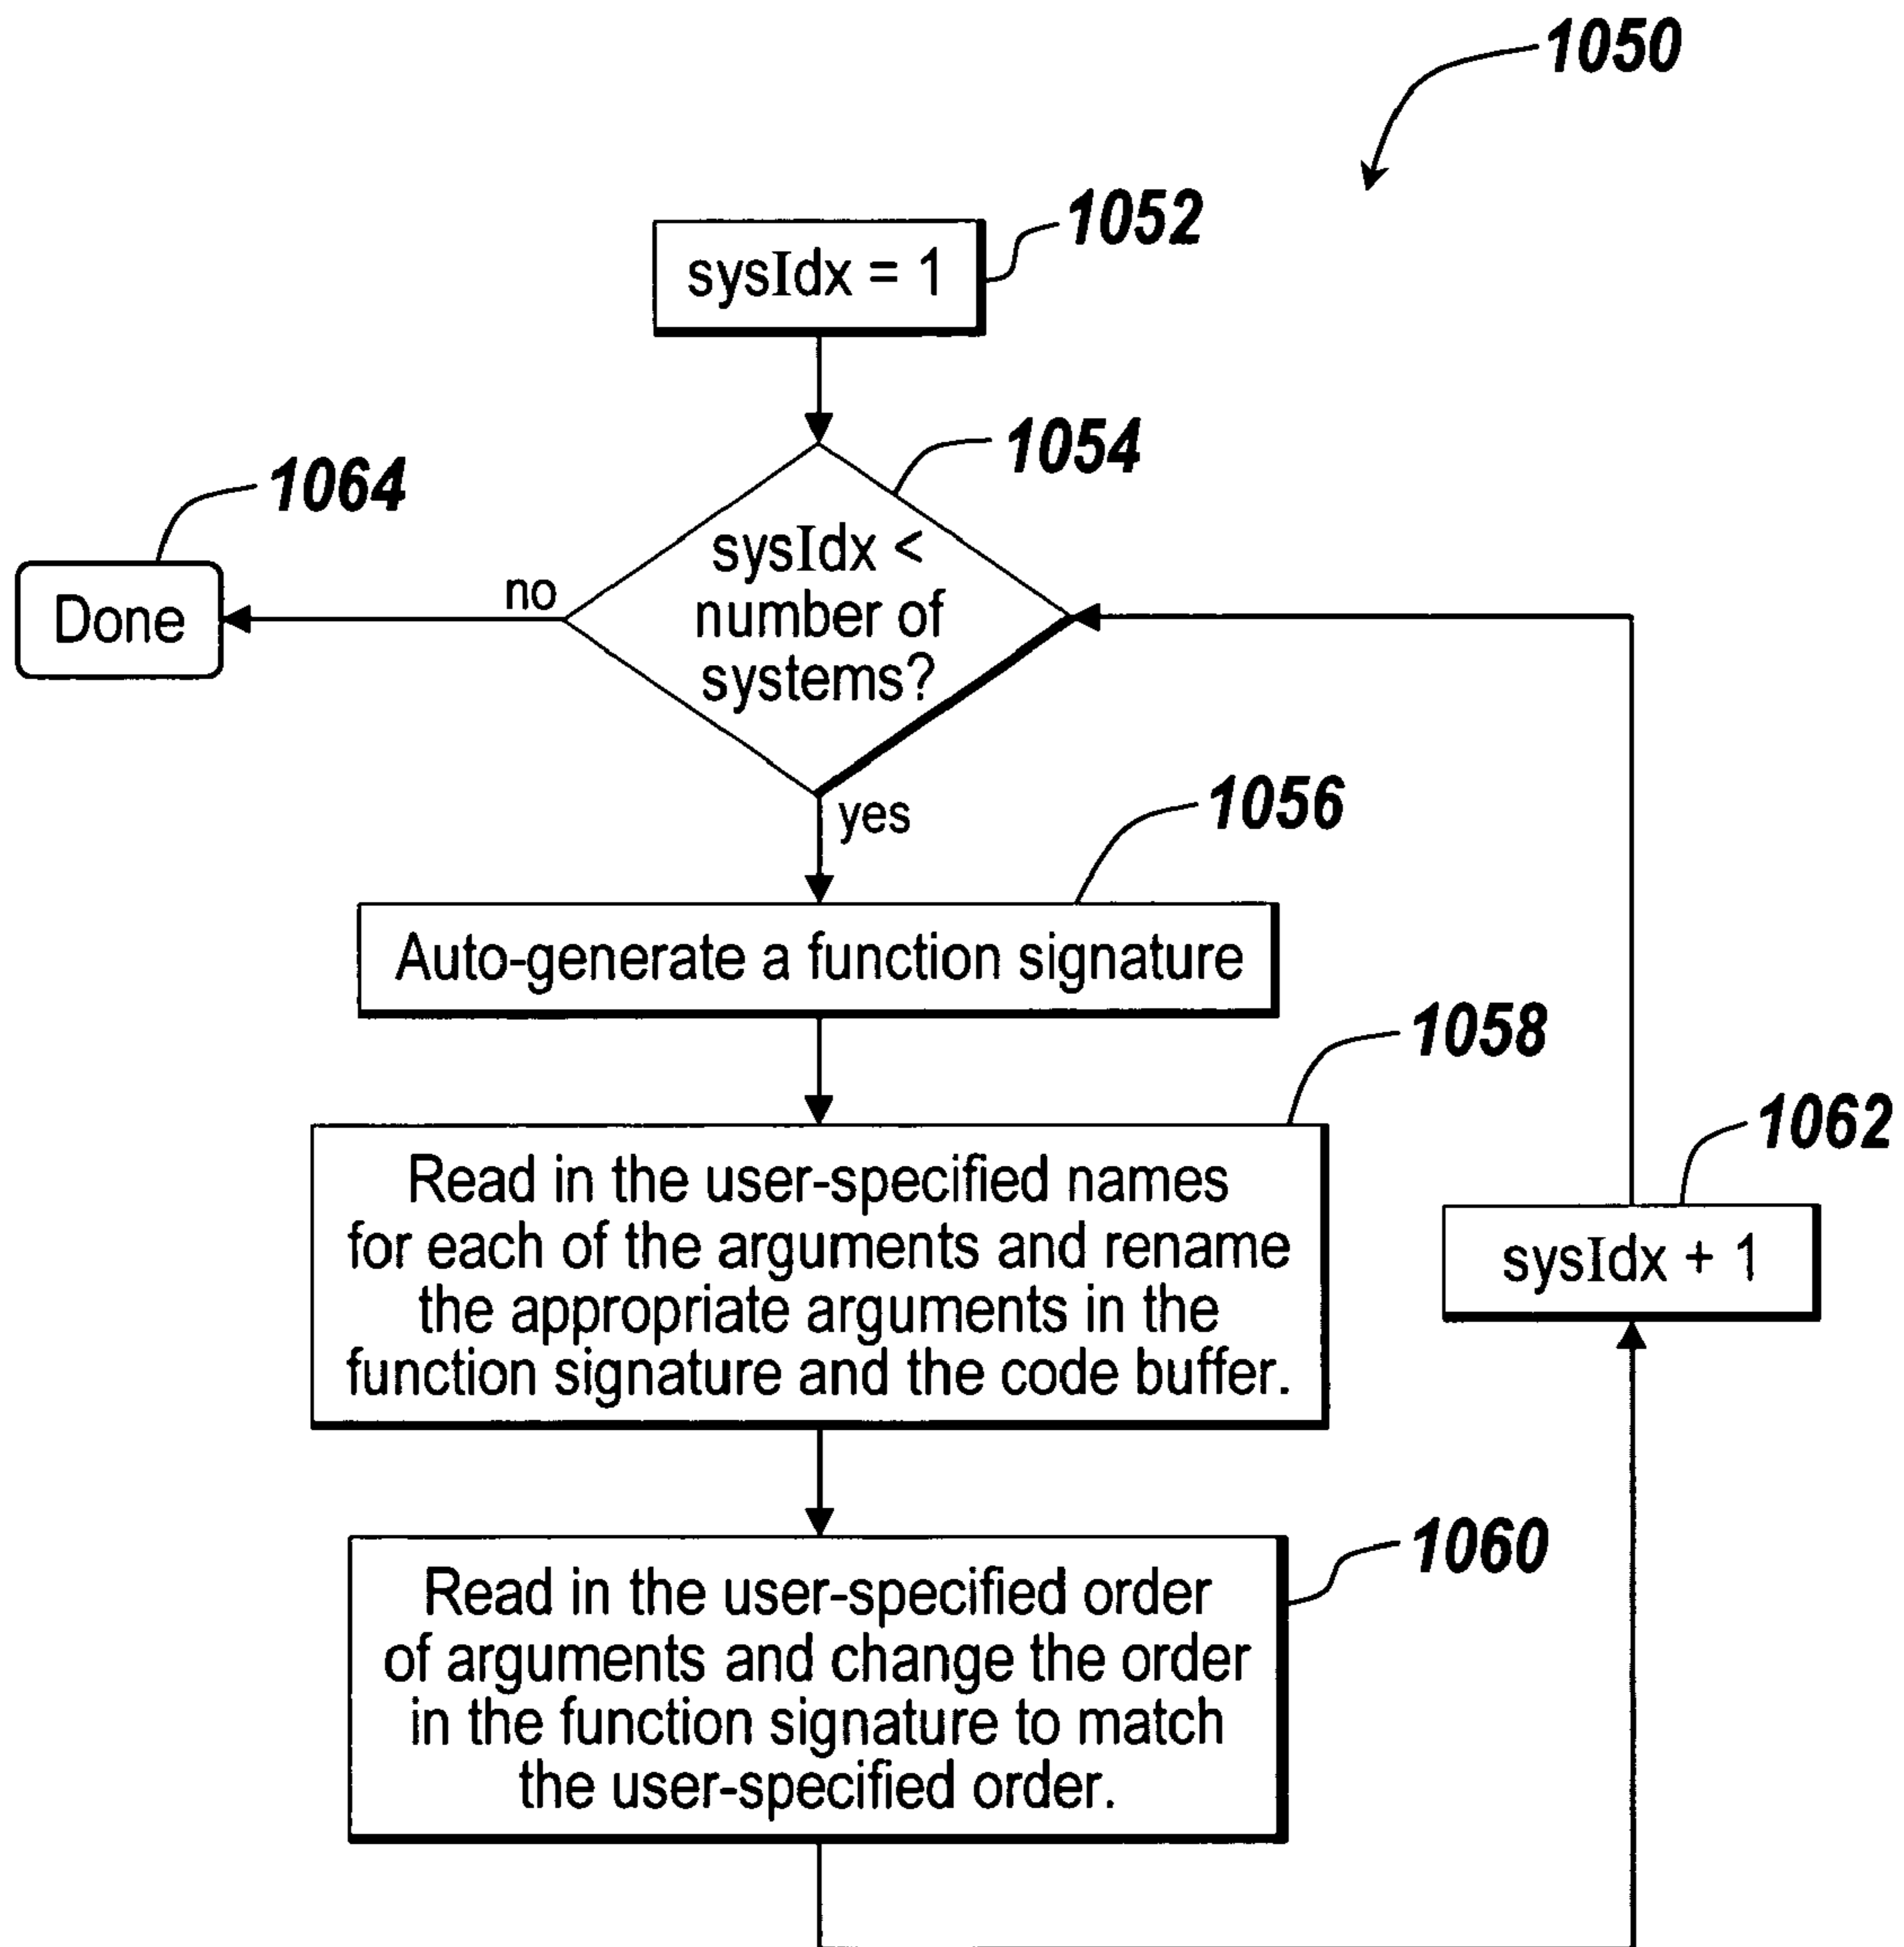 1050
1052
sysIdx = 1
1054
1064
sysIdx <
number of
systems?
no
Done
yes
1056
Auto-generate a function signature
1058
Read in the user-specified names
for each of the arguments and rename
the appropriate arguments in the
function signature and the code buffer.
1062
sysIdx + 1
1060
Read in the user-specified order
of arguments and change the order
in the function signature to match
the user-specified order.